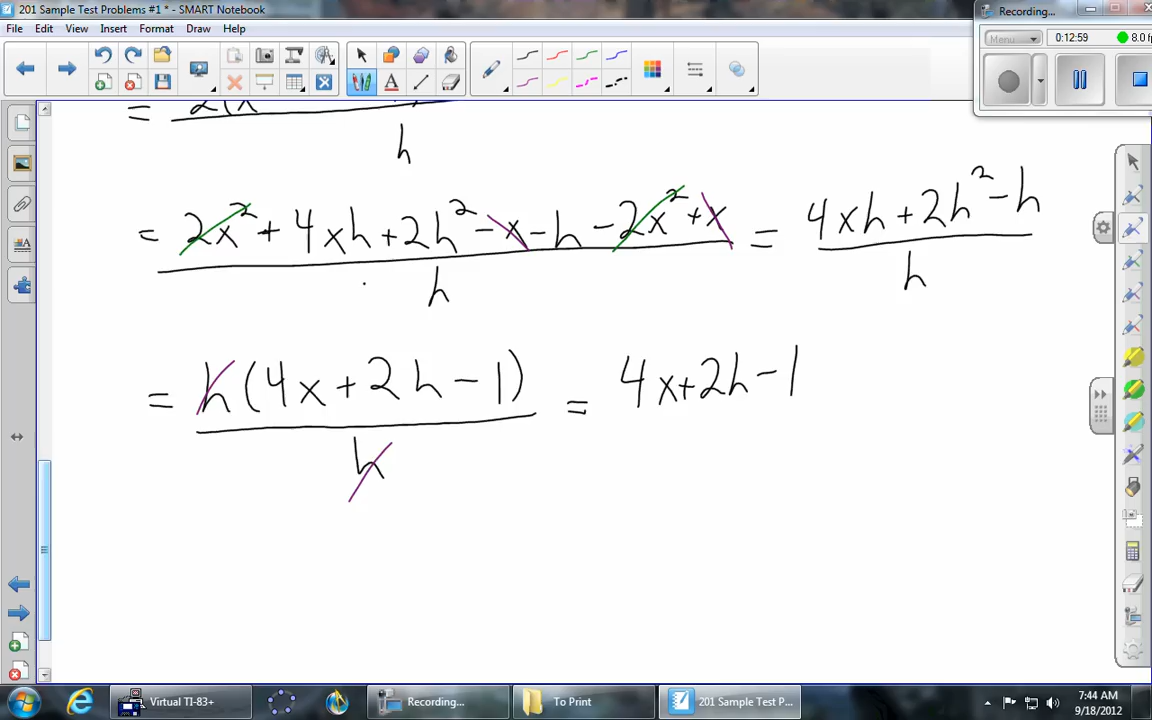 201 Sample Test Problems #1 * - SMART Notebook
Recording...
File Edit View Insert Format Draw Help
Menu
0:12:59
8.0 f
=
h
= 2x² + 4xh + 2h² - x - h - 2x² + x = 4xh + 2h² - h
h h
= h(4x + 2h - 1) = 4x + 2h - 1
h
Virtual TI-83+
Recording...
To Print
201 Sample Test P...
7:44 AM
9/18/2012